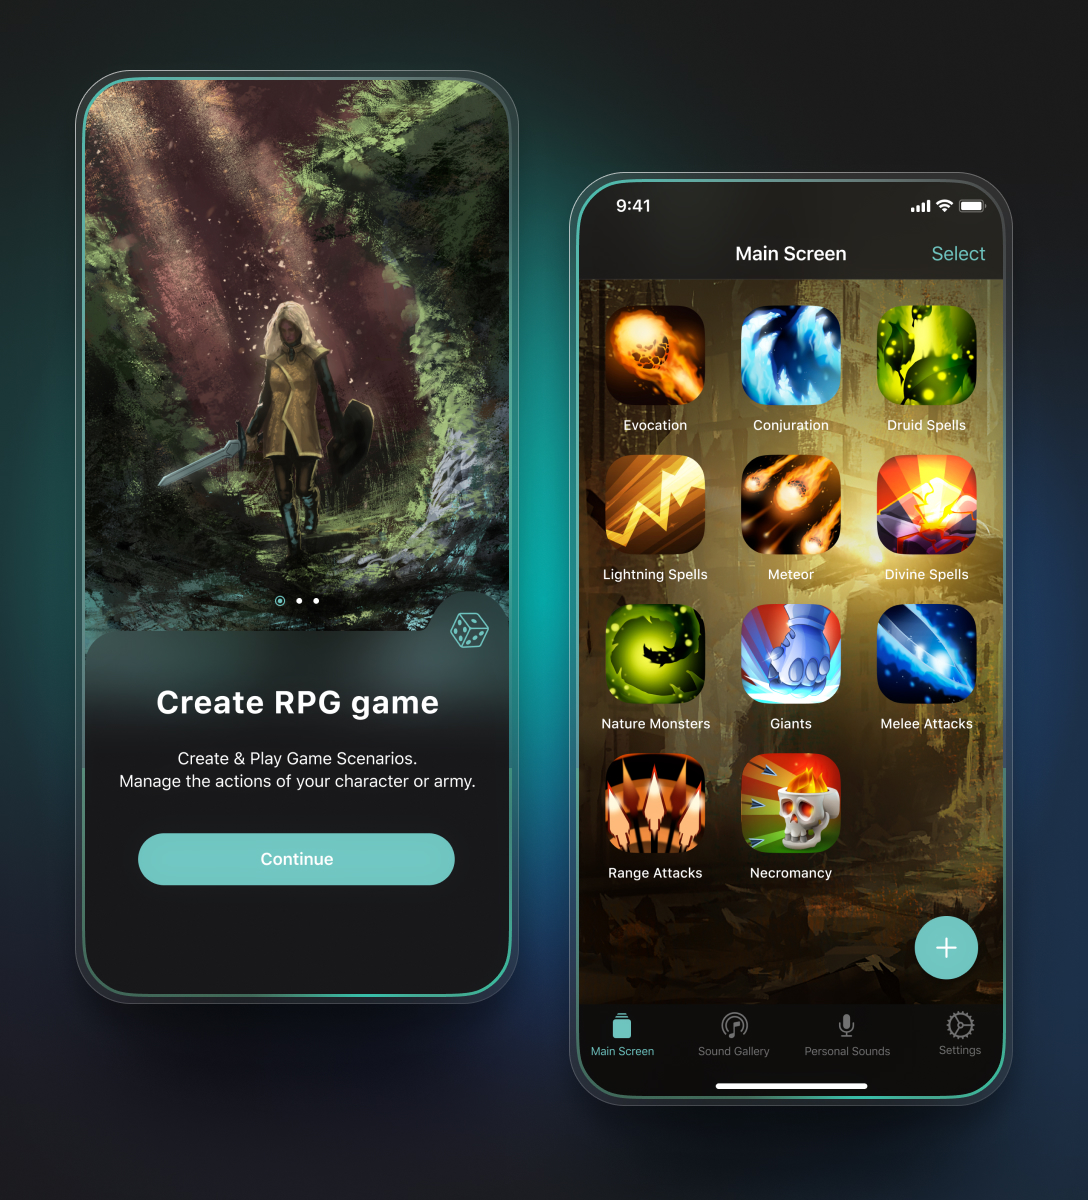 Create RPG game
Create & Play Game Scenarios.
Manage the actions of your character or army.
Continue
9:41
Main Screen
Select
Evocation
Conjuration
Druid Spells
Lightning Spells
Meteor
Divine Spells
Nature Monsters
Giants
Melee Attacks
Range Attacks
Necromancy
Main Screen
Sound Gallery
Personal Sounds
Settings